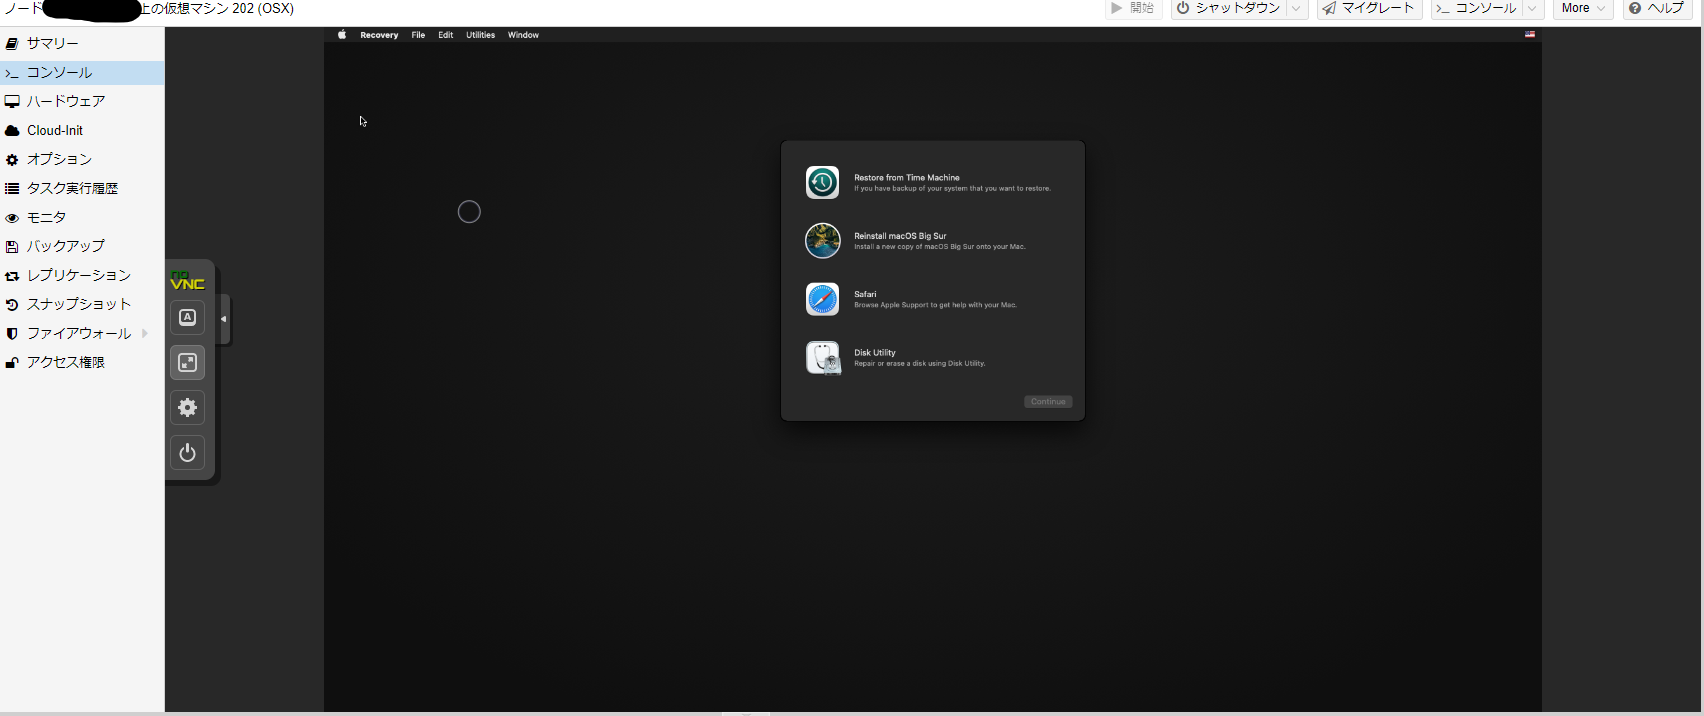 ノード 上の仮想マシン 202 (OSX)
開始 シャットダウン マイグレート コンソール More ヘルプ
サマリー
コンソール
ハードウェア
Cloud-Init
オプション
タスク実行履歴
モニタ
バックアップ
レプリケーション
スナップショット
ファイアウォール
アクセス権限
noVNC
A
Recovery File Edit Utilities Window
Restore from Time Machine
If you have backup of your system that you want to restore.
Reinstall macOS Big Sur
Install a new copy of macOS Big Sur onto your Mac.
Safari
Browse Apple Support to get help with your Mac.
Disk Utility
Repair or erase a disk using Disk Utility.
Continue